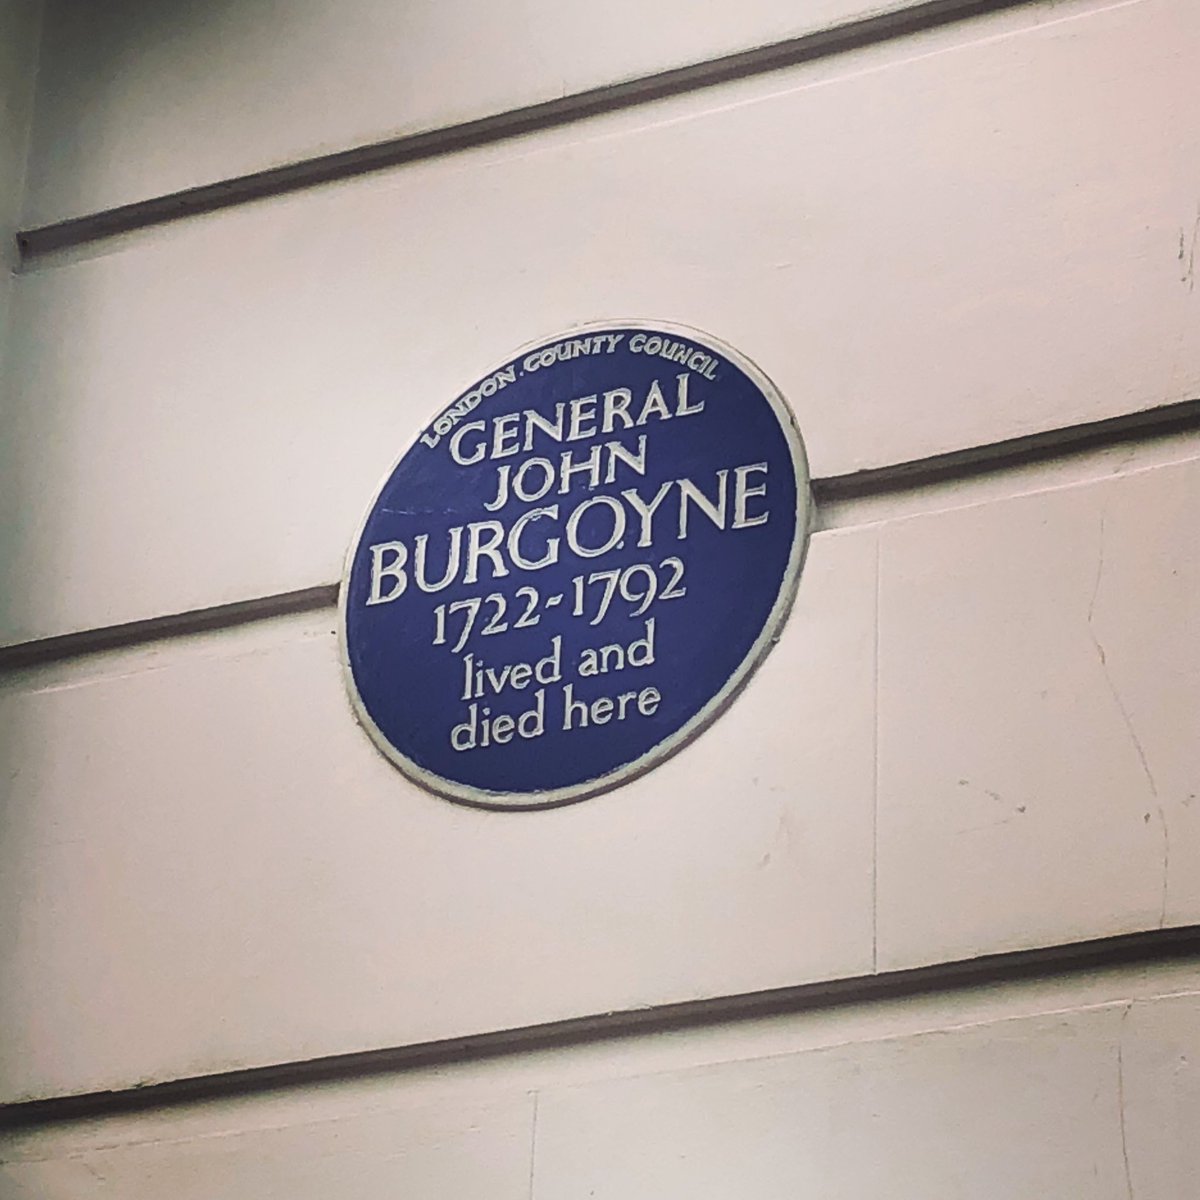 LONDON COUNTY COUNCIL
GENERAL
JOHN
BURGOYNE
1722-1792
lived and
died here